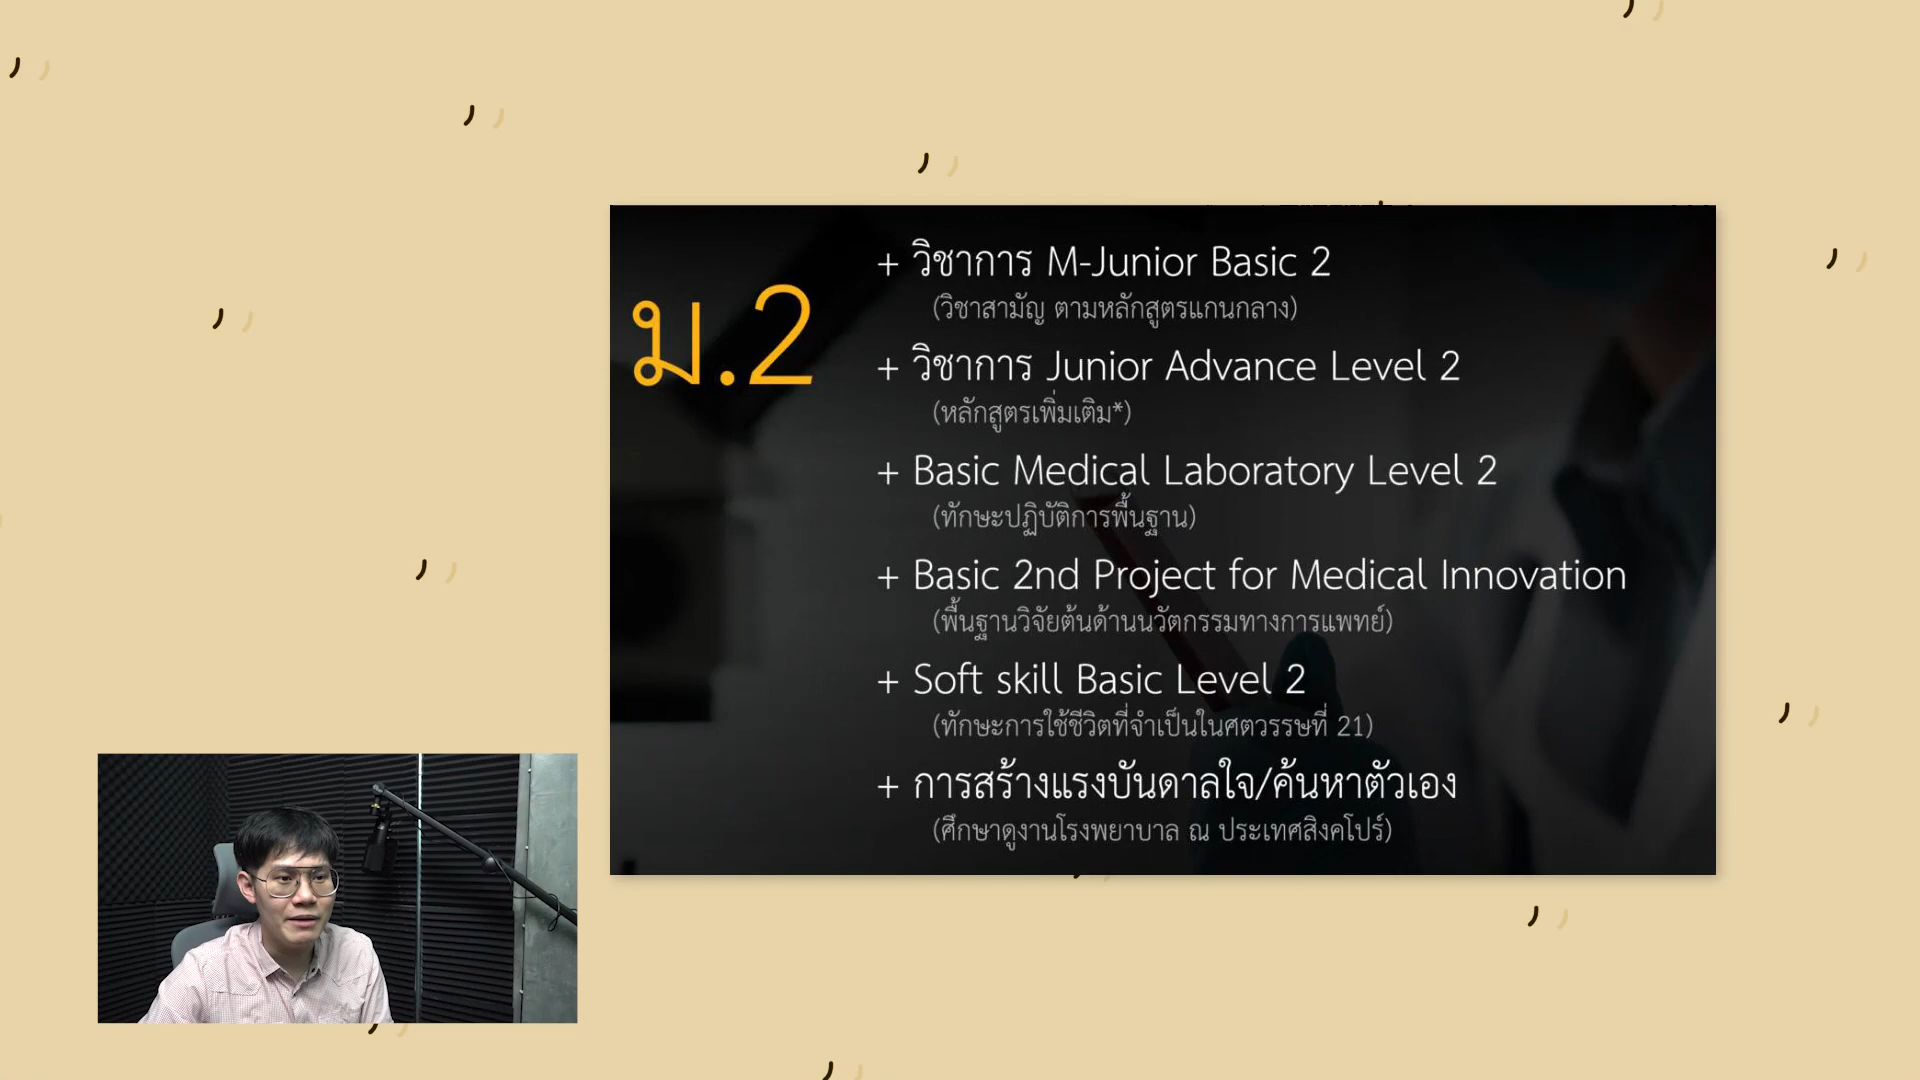 ม.2
+ วิชาการ M-Junior Basic 2
(วิชาสามัญ ตามหลักสูตรแกนกลาง)
+ วิชาการ Junior Advance Level 2
(หลักสูตรเพิ่มเติม*)
+ Basic Medical Laboratory Level 2
(ทักษะปฏิบัติการพื้นฐาน)
+ Basic 2nd Project for Medical Innovation
(พื้นฐานวิจัยต้นด้านนวัตกรรมทางการแพทย์)
+ Soft skill Basic Level 2
(ทักษะการใช้ชีวิตที่จำเป็นในศตวรรษที่ 21)
+ การสร้างแรงบันดาลใจ/ค้นหาตัวเอง
(ศึกษาดูงานโรงพยาบาล ณ ประเทศสิงคโปร์)